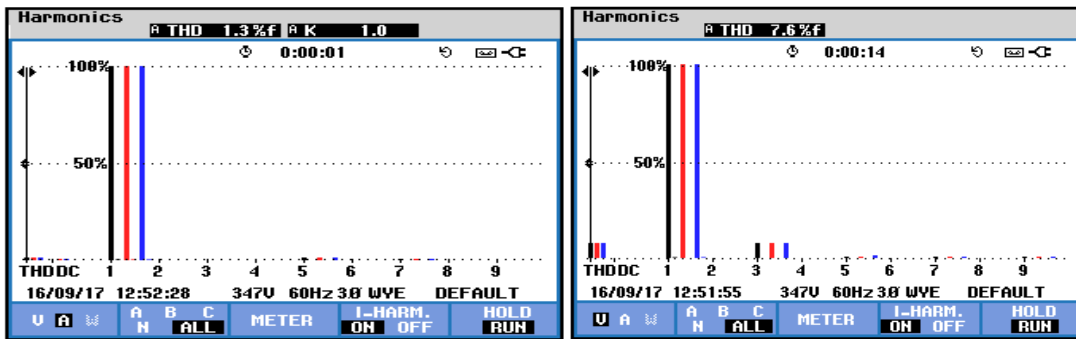 Harmonics
A THD 1.3%f A K 1.0
0:00:01
100%
50%
THD DC 1 2 3 4 5 6 7 8 9
16/09/17 12:52:28 347V 60Hz 3Ø WYE DEFAULT
V A W
A B C
N ALL
METER
I-HARM.
ON OFF
HOLD
RUN
Harmonics
A THD 7.6%f
0:00:14
100%
50%
THD DC 1 2 3 4 5 6 7 8 9
16/09/17 12:51:55 347V 60Hz 3Ø WYE DEFAULT
V A W
A B C
N ALL
METER
I-HARM.
ON OFF
HOLD
RUN